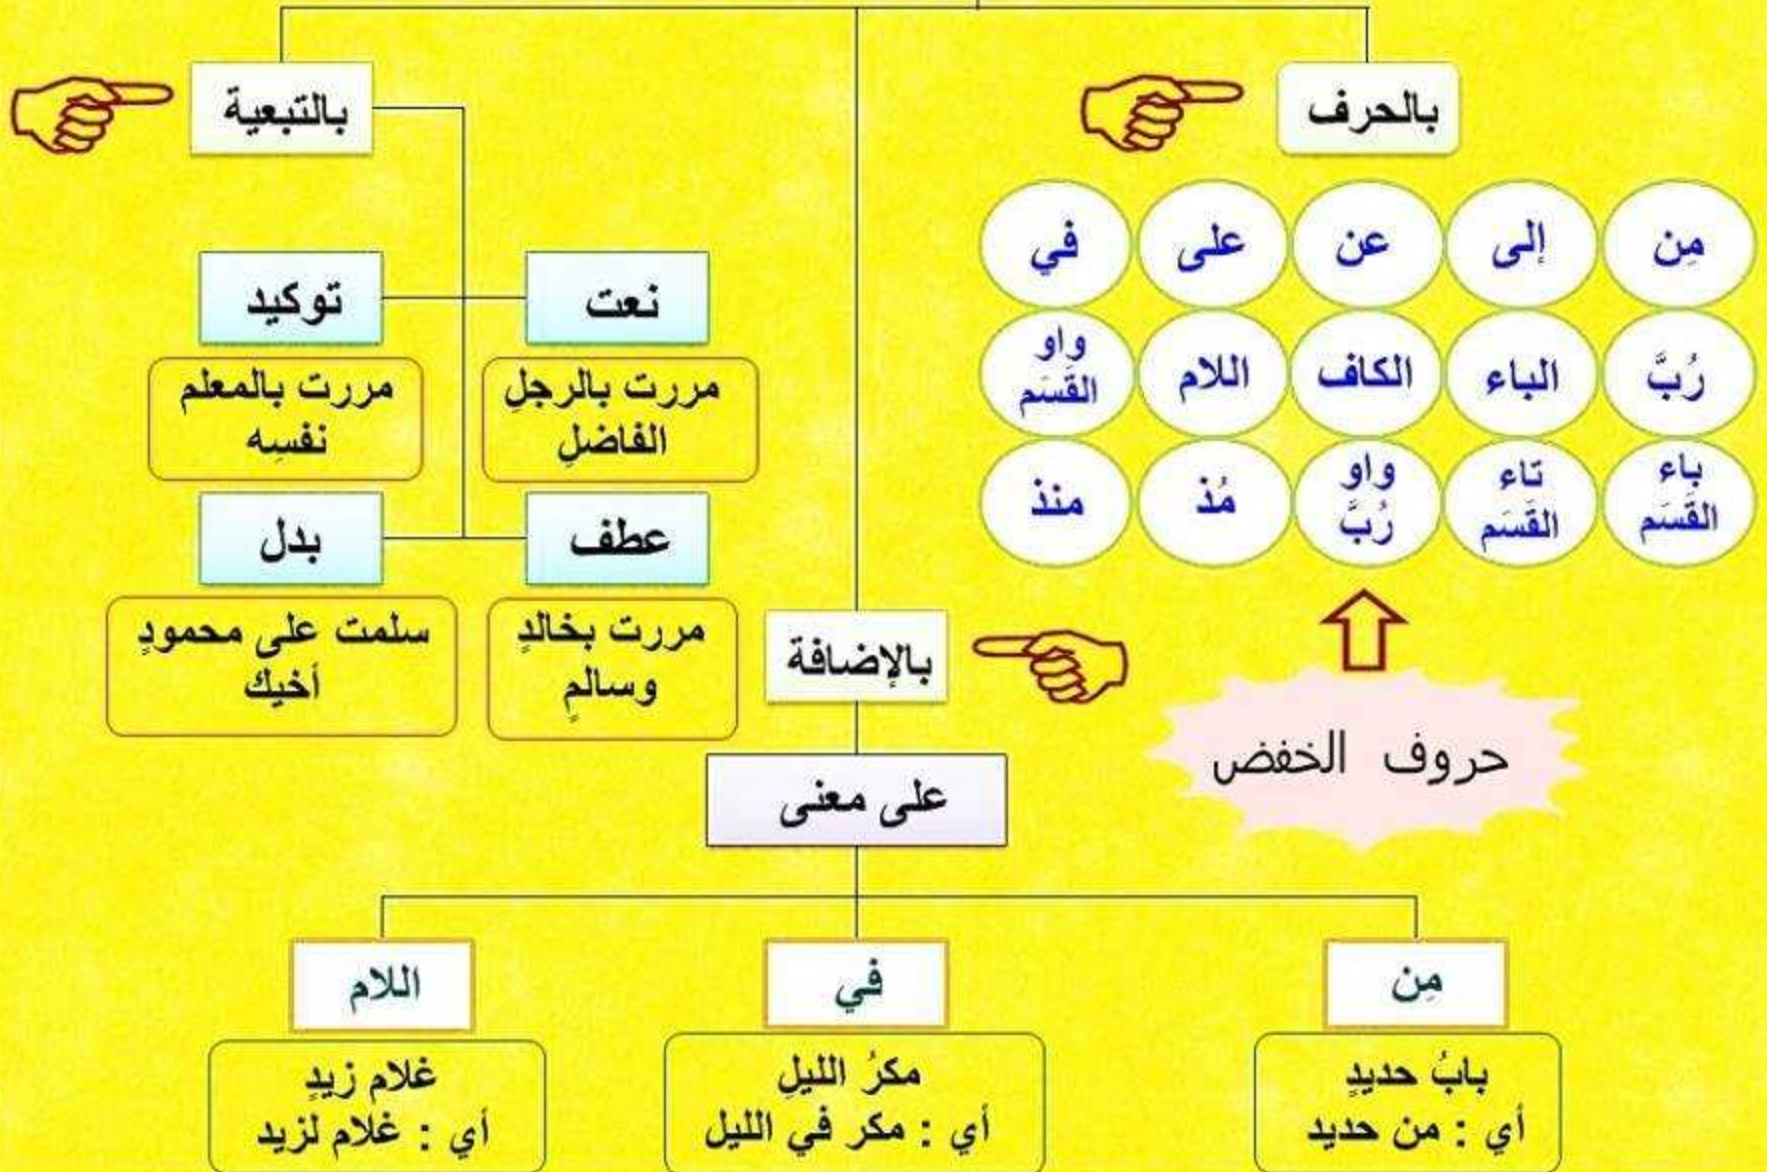 بالحرف
مِن
إلى
عن
على
في
رُبَّ
الباء
الكاف
اللام
واو
القَسَم
باء
القَسَم
تاء
القَسَم
واو
رُبَّ
مُذ
منذ
حروف الخفض
بالإضافة
على معنى
مِن
بابُ حديدٍ
أي : من حديد
في
مكرُ الليلِ
أي : مكر في الليل
اللام
غلام زيدٍ
أي : غلام لزيد
بالتبعية
نعت
مررت بالرجلِ
الفاضلِ
توكيد
مررت بالمعلم
نفسِه
عطف
مررت بخالدٍ
وسالمٍ
بدل
سلمت على محمودٍ
أخيك